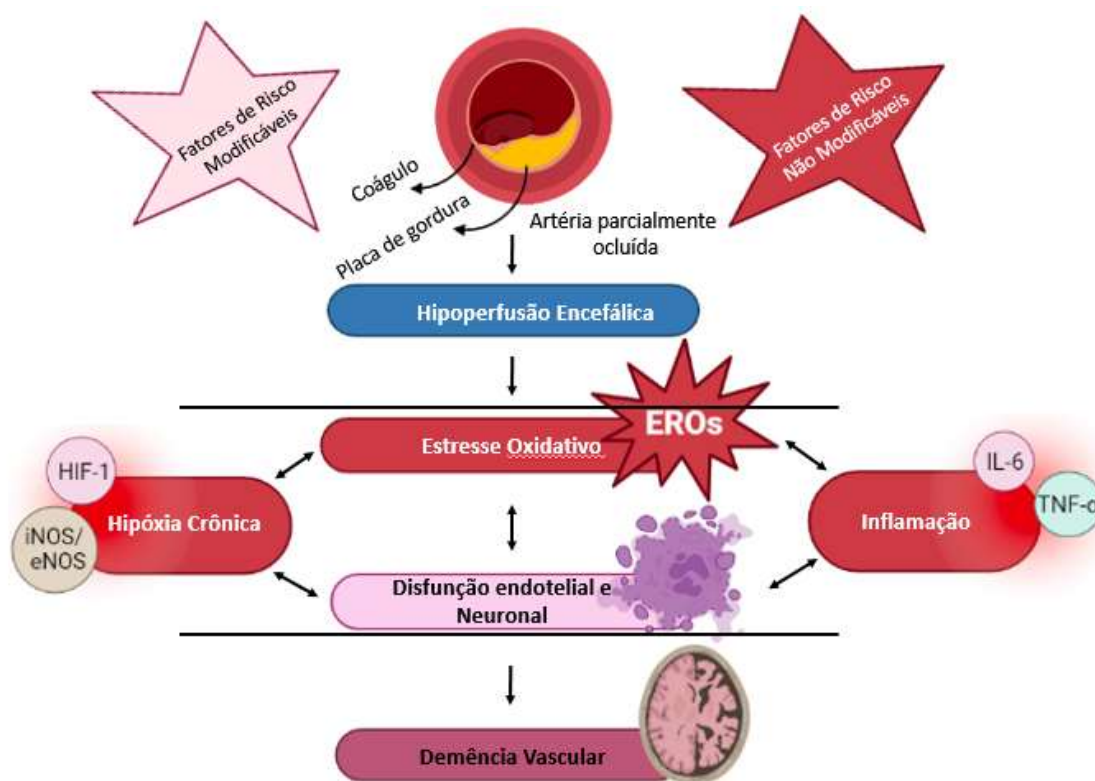 Fatores de Risco
Modificáveis
Fatores de Risco
Não Modificáveis
Coágulo
Placa de gordura
Artéria parcialmente
ocluída
Hipoperfusão Encefálica
Estresse Oxidativo
EROs
HIF-1
iNOS/
eNOS
Hipóxia Crônica
IL-6
TNF-α
Inflamação
Disfunção endotelial e
Neuronal
Demência Vascular